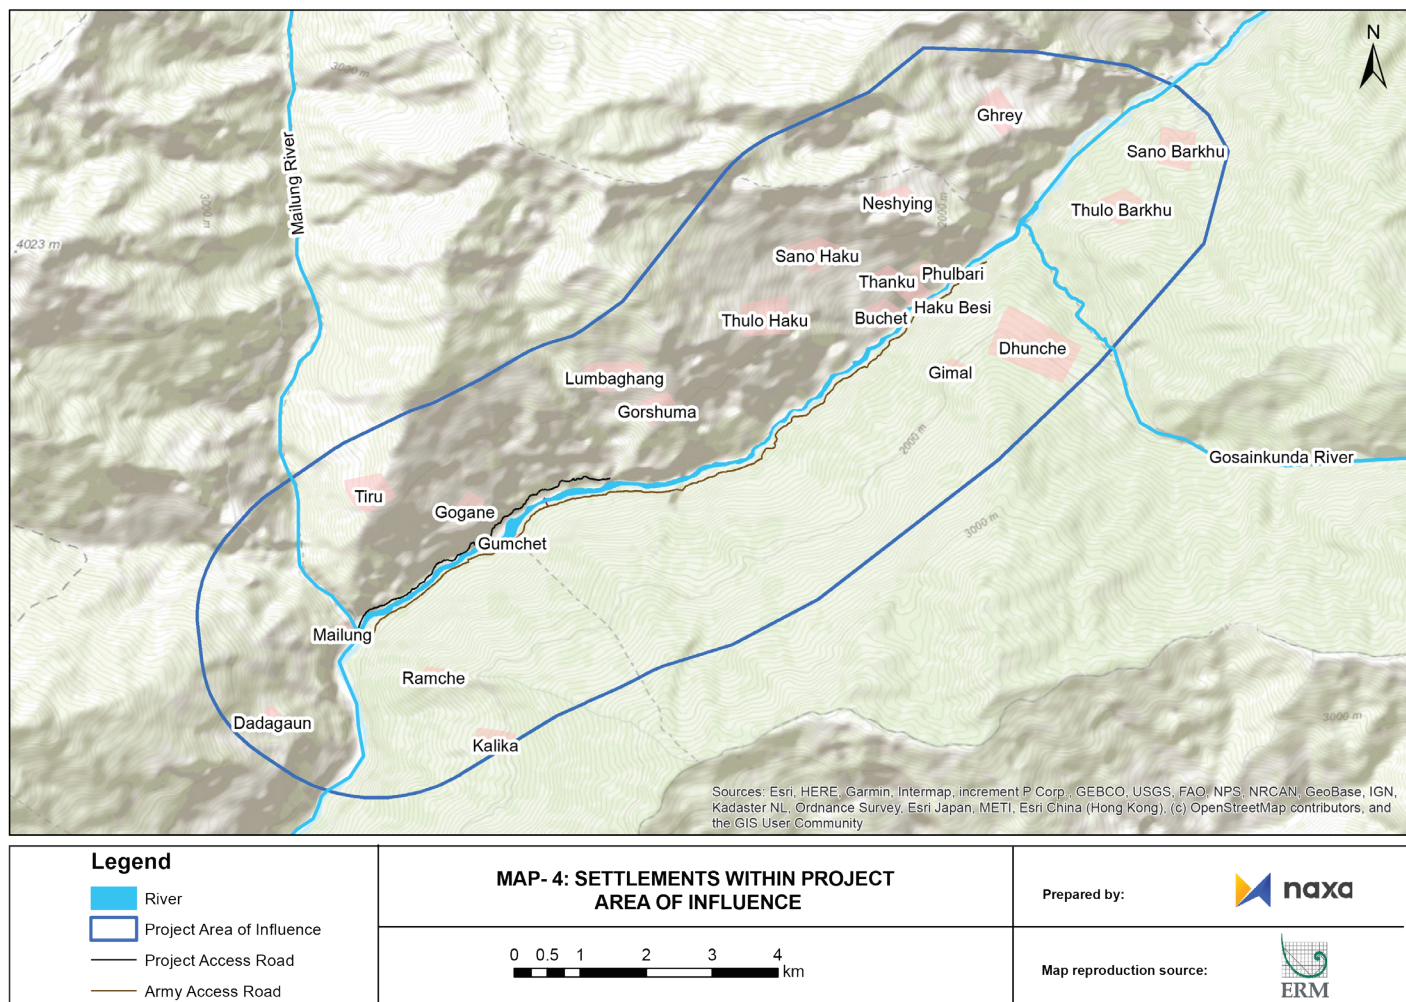 N
3000 m
Ghrey
Mailung River
Sano Barkhu
3000 m
Neshying
2000 m
Thulo Barkhu
4023 m
Sano Haku
Thanku
Phulbari
Haku Besi
Thulo Haku
Buchet
Dhunche
Gimal
Lumbaghang
Gorshuma
2000 m
Gosainkunda River
Tiru
Gogane
3000 m
Gumchet
Mailung
Ramche
Dadagaun
3000 m
Kalika
Sources: Esri, HERE, Garmin, Intermap, increment P Corp., GEBCO, USGS, FAO, NPS, NRCAN, GeoBase, IGN,
Kadaster NL, Ordnance Survey, Esri Japan, METI, Esri China (Hong Kong), (c) OpenStreetMap contributors, and
the GIS User Community
Legend
River
Project Area of Influence
Project Access Road
Army Access Road
MAP- 4: SETTLEMENTS WITHIN PROJECT
AREA OF INFLUENCE
0 0.5 1 2 3 4
km
Prepared by:
naxa
Map reproduction source:
ERM